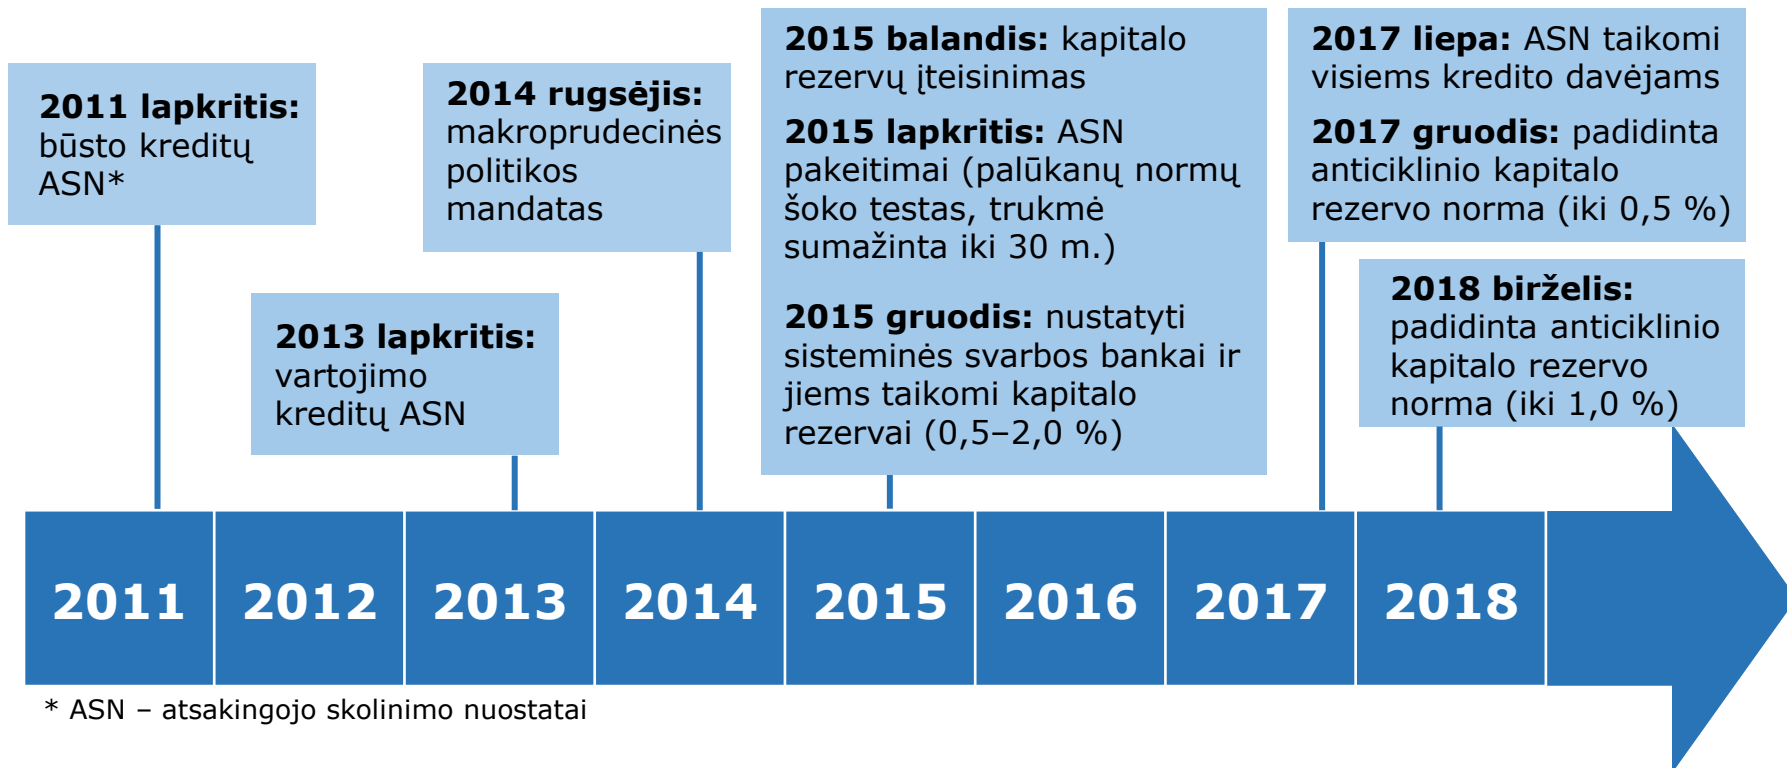 2011 lapkritis:
būsto kreditų
ASN*
2013 lapkritis:
vartojimo
kreditų ASN
2014 rugsėjis:
makroprudecinės
politikos
mandatas
2015 balandis: kapitalo
rezervų įteisinimas
2015 lapkritis: ASN
pakeitimai (palūkanų normų
šoko testas, trukmė
sumažinta iki 30 m.)
2015 gruodis: nustatyti
sisteminės svarbos bankai ir
jiems taikomi kapitalo
rezervai (0,5–2,0 %)
2017 liepa: ASN taikomi
visiems kredito davėjams
2017 gruodis: padidinta
anticiklinio kapitalo
rezervo norma (iki 0,5 %)
2018 birželis:
padidinta anticiklinio
kapitalo rezervo
norma (iki 1,0 %)
2011 2012 2013 2014 2015 2016 2017 2018
* ASN – atsakingojo skolinimo nuostatai